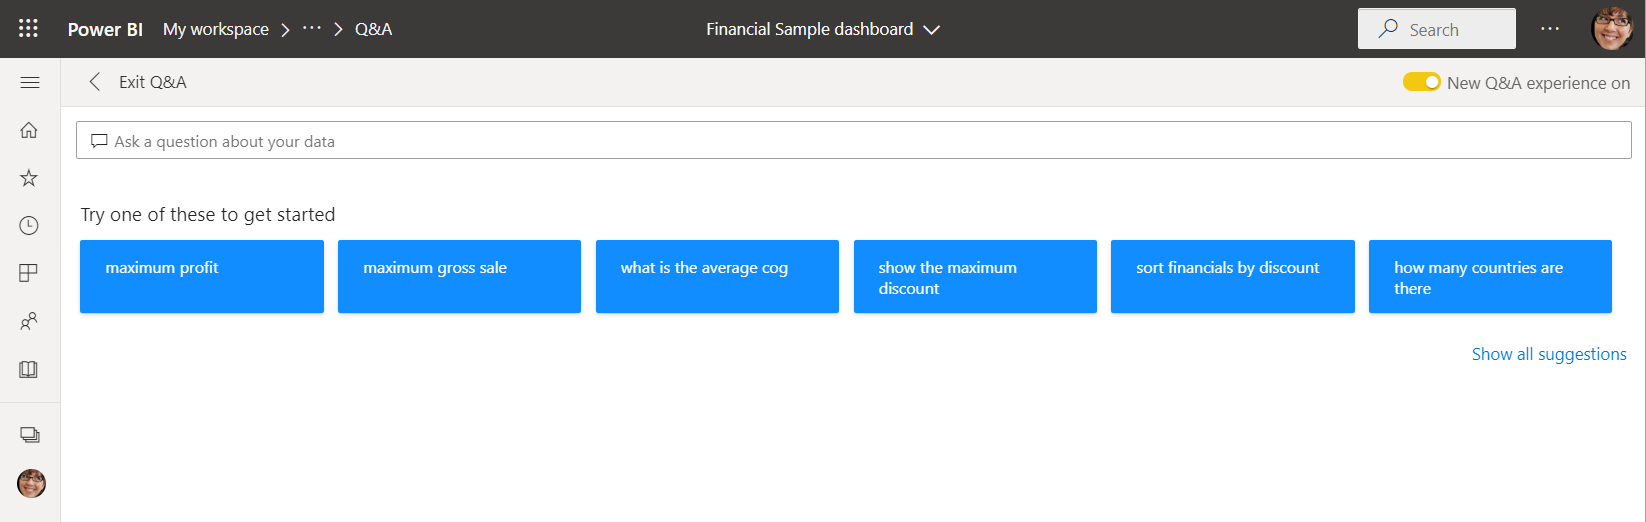 Power BI My workspace > ··· > Q&A Financial Sample dashboard Search ···
Exit Q&A New Q&A experience on
Ask a question about your data
Try one of these to get started
maximum profit
maximum gross sale
what is the average cog
show the maximum
discount
sort financials by discount
how many countries are
there
Show all suggestions